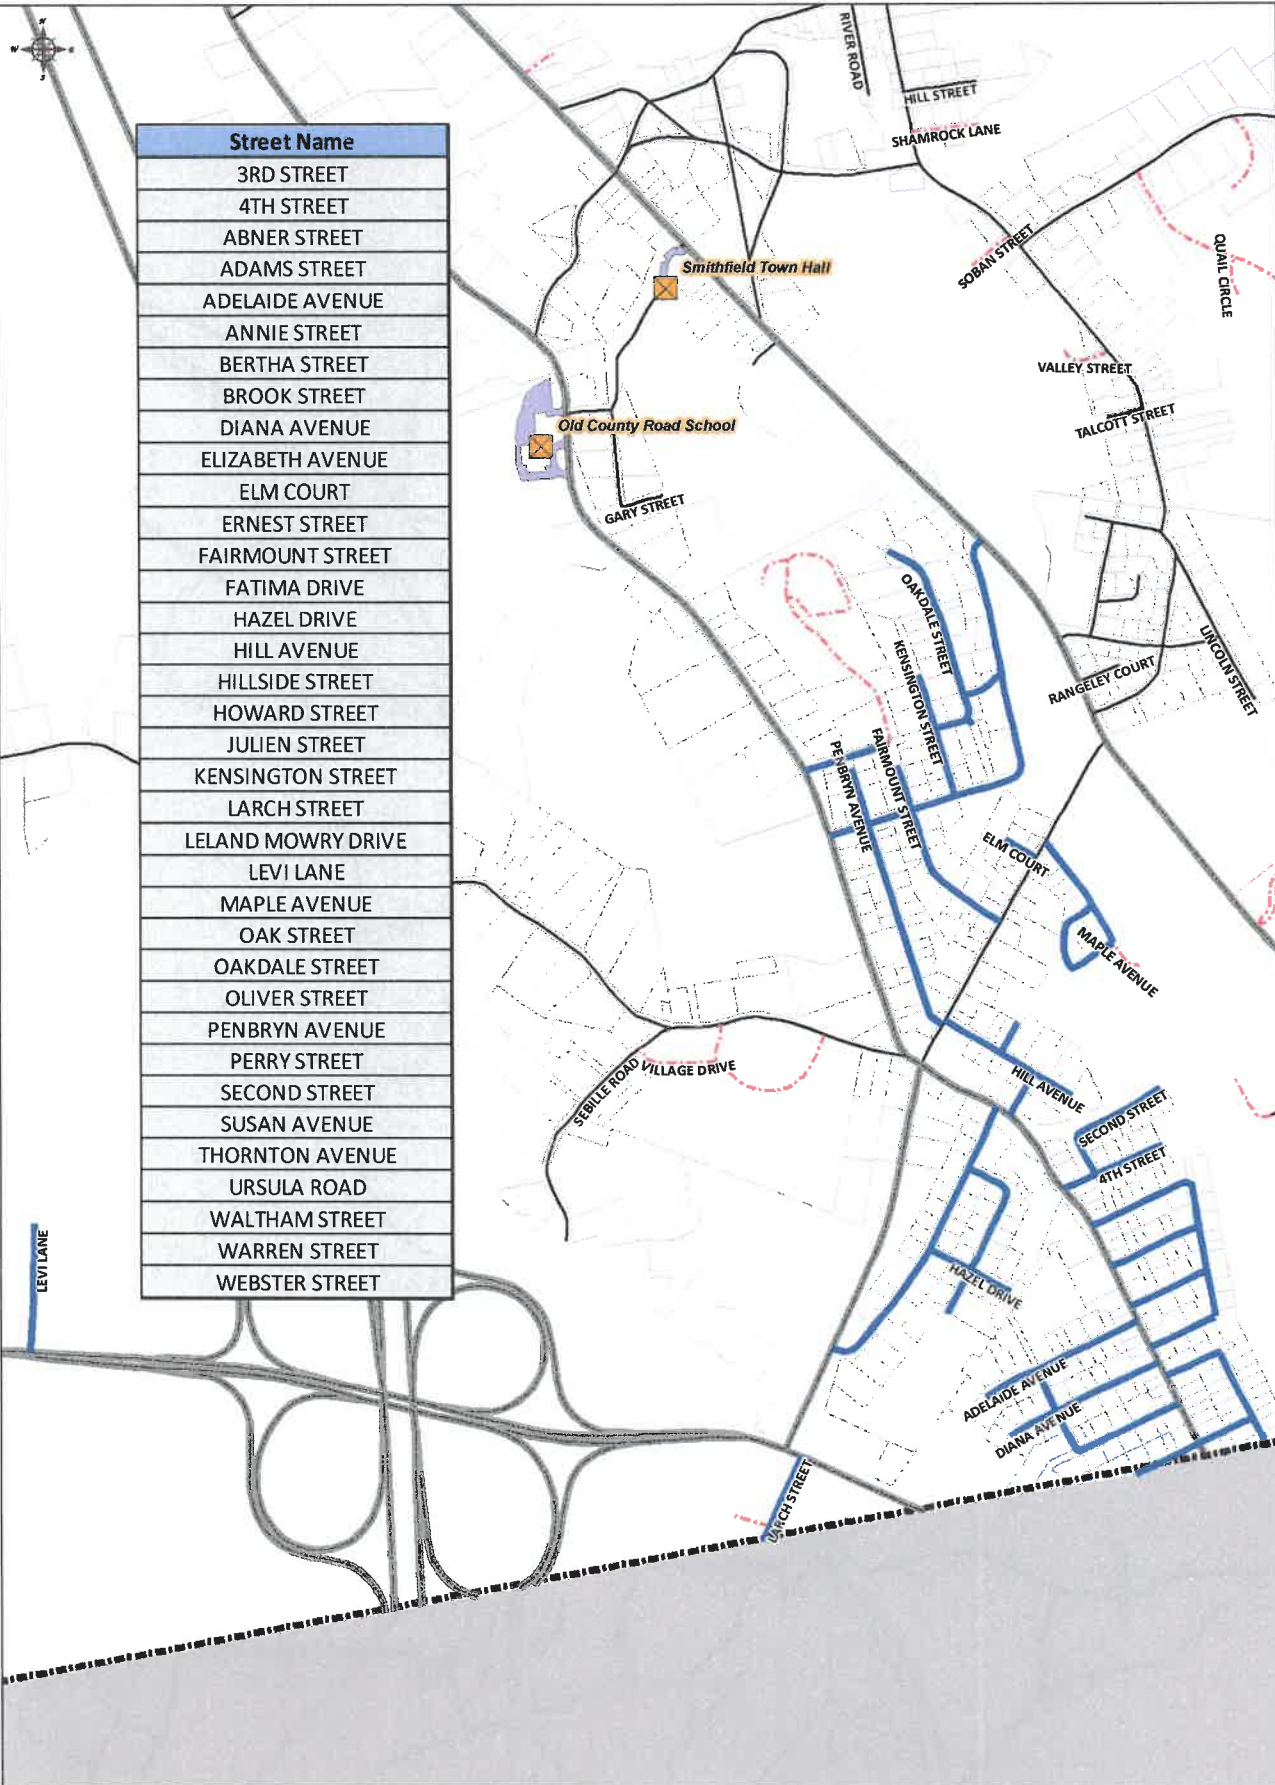 N
W
E
S
Street Name
3RD STREET
4TH STREET
ABNER STREET
ADAMS STREET
ADELAIDE AVENUE
ANNIE STREET
BERTHA STREET
BROOK STREET
DIANA AVENUE
ELIZABETH AVENUE
ELM COURT
ERNEST STREET
FAIRMOUNT STREET
FATIMA DRIVE
HAZEL DRIVE
HILL AVENUE
HILLSIDE STREET
HOWARD STREET
JULIEN STREET
KENSINGTON STREET
LARCH STREET
LELAND MOWRY DRIVE
LEVI LANE
MAPLE AVENUE
OAK STREET
OAKDALE STREET
OLIVER STREET
PENBRYN AVENUE
PERRY STREET
SECOND STREET
SUSAN AVENUE
THORNTON AVENUE
URSULA ROAD
WALTHAM STREET
WARREN STREET
WEBSTER STREET
RIVER ROAD
HILL STREET
SHAMROCK LANE
SOBAN STREET
QUAIL CIRCLE
Smithfield Town Hall
VALLEY STREET
TALCOTT STREET
Old County Road School
GARY STREET
OAKDALE STREET
KENSINGTON STREET
LINCOLN STREET
RANGELEY COURT
FAIRMOUNT STREET
PENBRYN AVENUE
ELM COURT
MAPLE AVENUE
SEBILLE ROAD
VILLAGE DRIVE
HILL AVENUE
SECOND STREET
4TH STREET
LEVI LANE
HAZEL DRIVE
ADELAIDE AVENUE
DIANA AVENUE
LARCH STREET